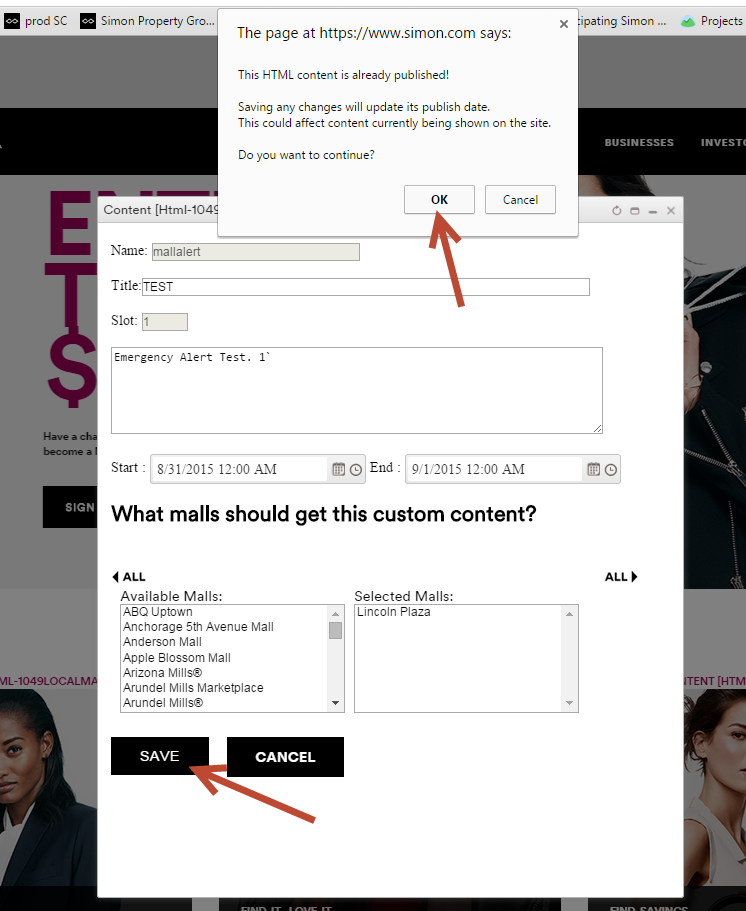 prod SC
Simon Property Gro...
cipating Simon ...
Projects
The page at https://www.simon.com says:
This HTML content is already published!
Saving any changes will update its publish date.
This could affect content currently being shown on the site.
Do you want to continue?
OK
Cancel
BUSINESSES
INVESTO
Content [Html-1049
Name: mallalert
Title: TEST
Slot: 1
Emergency Alert Test. 1`
Have a cha
become a
SIGN
Start : 8/31/2015 12:00 AM End : 9/1/2015 12:00 AM
What malls should get this custom content?
ALL
ALL
Available Malls:
Selected Malls:
ABQ Uptown
Anchorage 5th Avenue Mall
Anderson Mall
Apple Blossom Mall
Arizona Mills®
Arundel Mills Marketplace
Arundel Mills®
Lincoln Plaza
ML-1049LOCALMA
TENT [HTM
SAVE
CANCEL
FIND IT, LOVE IT
FIND SAVINGS